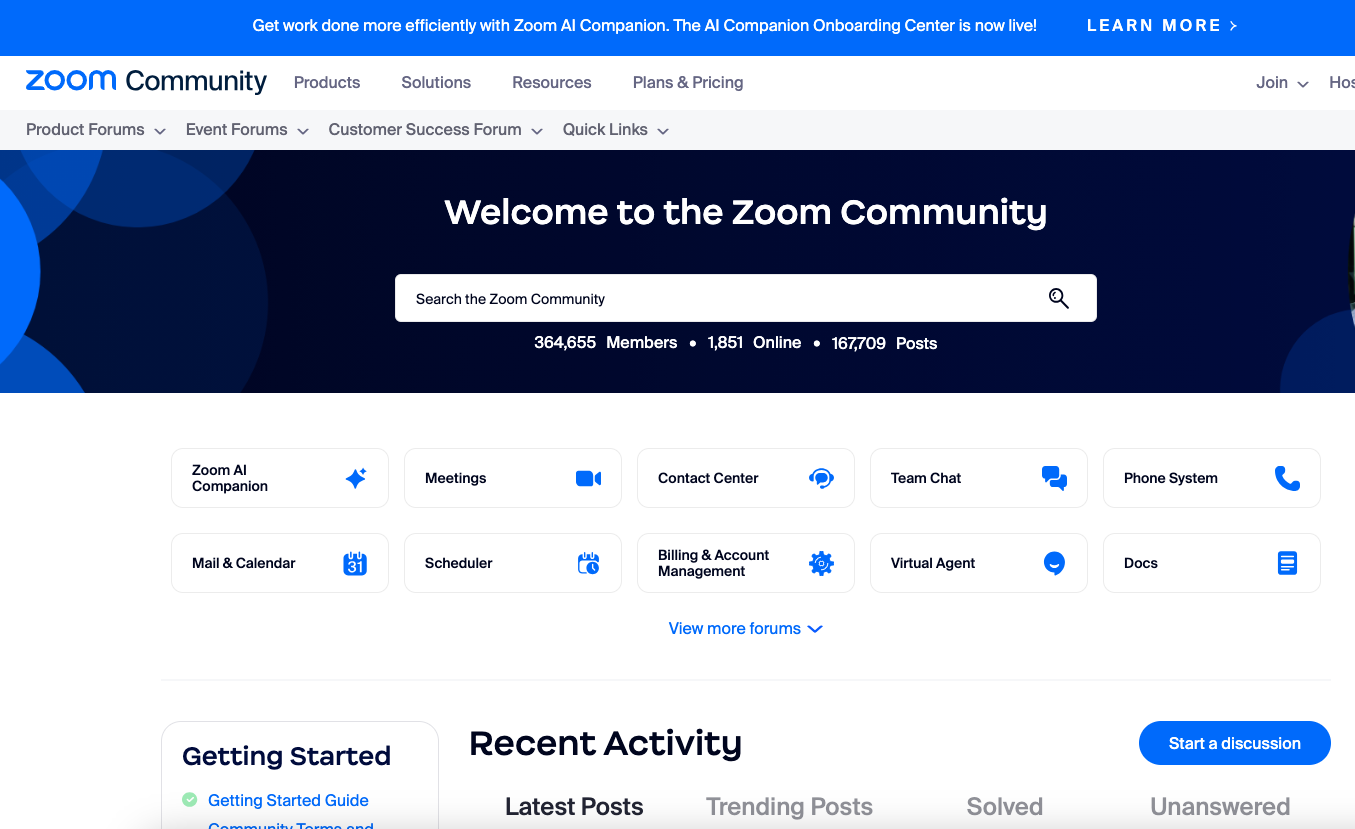 Get work done more efficiently with Zoom AI Companion. The AI Companion Onboarding Center is now live! LEARN MORE
zoom Community Products Solutions Resources Plans & Pricing Join
Product Forums Event Forums Customer Success Forum Quick Links
Welcome to the Zoom Community
Search the Zoom Community
364,655 Members • 1,851 Online • 167,709 Posts
Zoom AI
Companion
Meetings
Contact Center
Team Chat
Phone System
Mail & Calendar
31
Scheduler
Billing & Account
Management
Virtual Agent
Docs
View more forums
Getting Started
Getting Started Guide
Community Terms and
Recent Activity
Start a discussion
Latest Posts Trending Posts Solved Unanswered